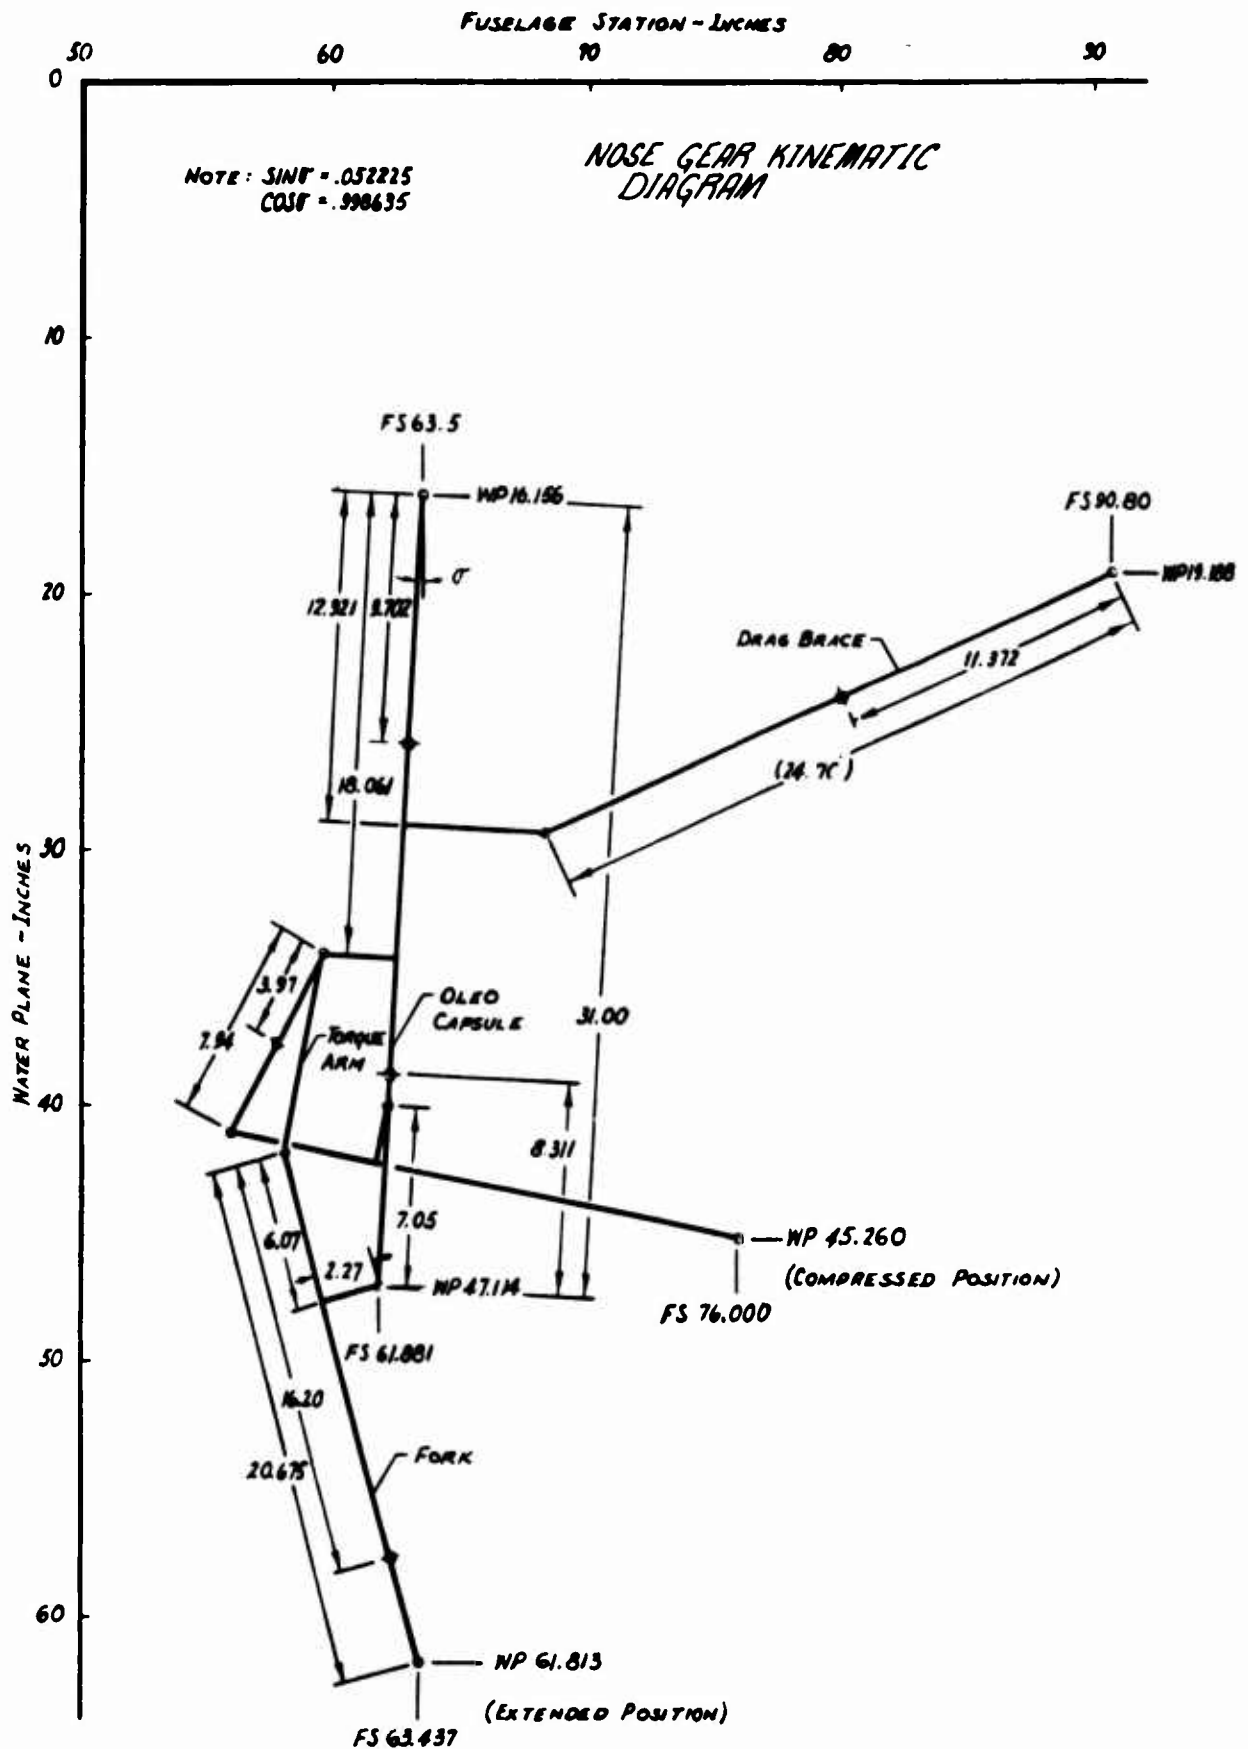 FUSELAGE STATION - INCHES
50 60 70 80 90
0
NOSE GEAR KINEMATIC
DIAGRAM
NOTE: SIN σ = .052225
COS σ = .998635
10
FS 63.5
WP 16.156
FS 90.80
WP 19.188
σ
20
12.921 9.702
DRAG BRACE
11.372
18.061
30
WATER PLANE - INCHES
3.97
OLEO
CAPSULE
31.00
7.94
TORQUE
ARM
40
8.311
7.05
6.07
WP 45.260
2.27
(COMPRESSED POSITION)
WP 47.114
FS 76.000
FS 61.881
50
16.20
FORK
20.675
60
WP 61.813
(EXTENDED POSITION)
FS 63.437